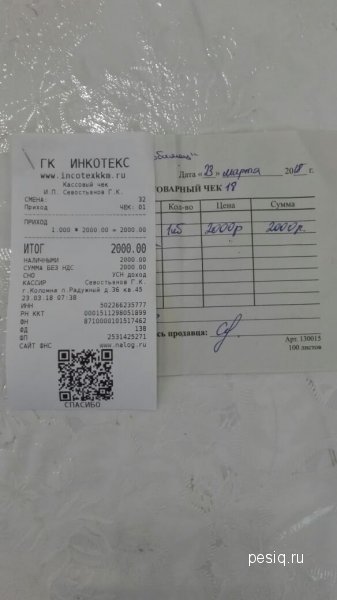 ГК ИНКОТЕКС
www.incotexkkm.ru
Кассовый чек
И.П. Севостьянов Г.К.
СМЕНА: 32
Приход ЧЕК: 01
ПРИХОД
1.000 * 2000.00 = 2000.00
ИТОГ 2000.00
НАЛИЧНЫМИ 2000.00
СУММА БЕЗ НДС 2000.00
СНО УСН доход
КАССИР Севостьянов Г.К.
г Коломна п.Радужный д 36 кв 45
23.03.18 07:38
ИНН 502266235777
РН ККТ 0001511298051899
ФН 8710000101517462
ФД 138
ФП 2531425271
САЙТ ФНС www.nalog.ru
СПАСИБО
Дата «23» марта 2018 г.
ОВАРНЫЙ ЧЕК 18
Кол-во Цена Сумма
1шт 2000р 2000р
сь продавца:
Арт. 130015
100 листов
pesiq.ru